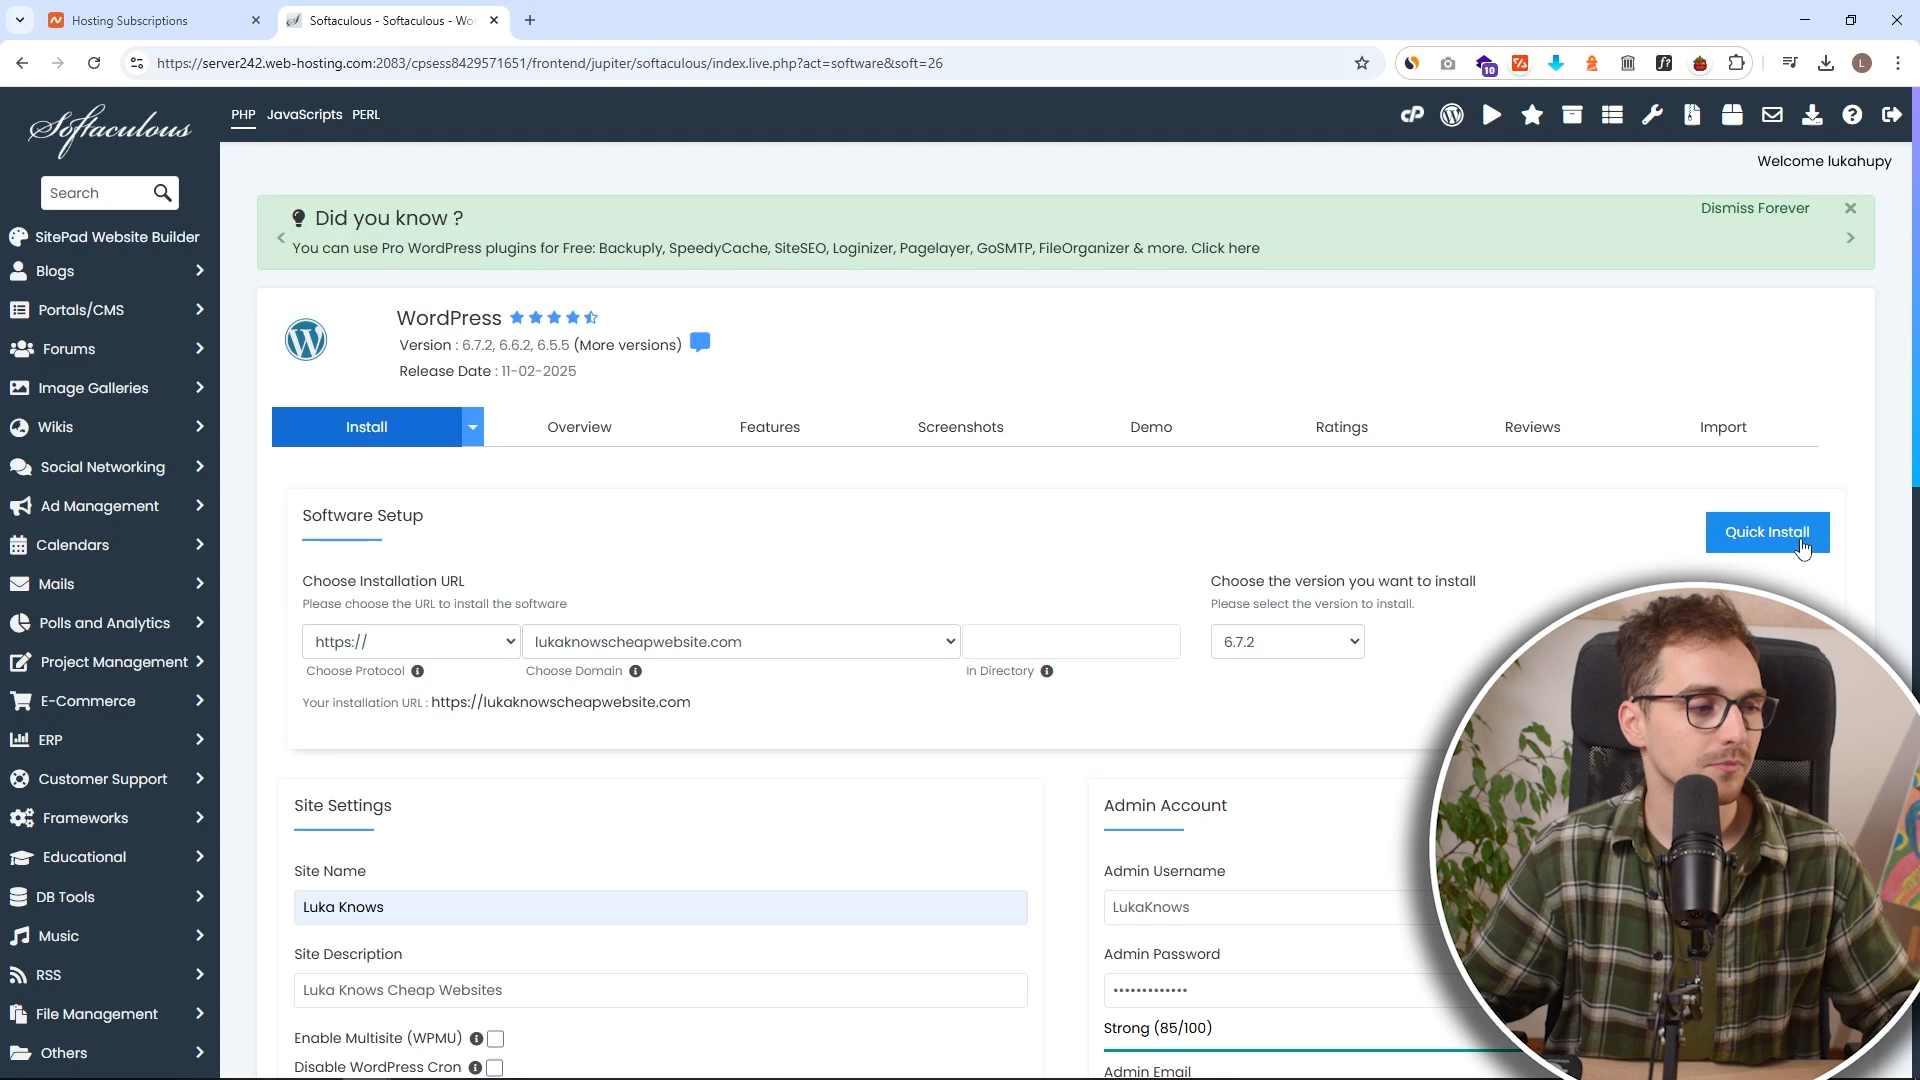 Hosting Subscriptions
Softaculous - Softaculous - Wo
https://server242.web-hosting.com:2083/cpsess8429571651/frontend/jupiter/softaculous/index.live.php?act=software&soft=26
10
L
Softaculous
PHP JavaScripts PERL
Welcome lukahupy
Search
SitePad Website Builder
Blogs
Portals/CMS
Forums
Image Galleries
Wikis
Social Networking
Ad Management
Calendars
Mails
Polls and Analytics
Project Management
E-Commerce
ERP
Customer Support
Frameworks
Educational
DB Tools
Music
RSS
File Management
Others
Did you know ?
Dismiss Forever
You can use Pro WordPress plugins for Free: Backuply, SpeedyCache, SiteSEO, Loginizer, Pagelayer, GoSMTP, FileOrganizer & more. Click here
WordPress
Version : 6.7.2, 6.6.2, 6.5.5 (More versions)
Release Date : 11-02-2025
Install Overview Features Screenshots Demo Ratings Reviews Import
Software Setup
Quick Install
Choose Installation URL
Please choose the URL to install the software
https://
lukaknowscheapwebsite.com
Choose Protocol
Choose Domain
In Directory
Your installation URL : https://lukaknowscheapwebsite.com
Choose the version you want to install
Please select the version to install.
6.7.2
Site Settings
Site Name
Luka Knows
Site Description
Luka Knows Cheap Websites
Enable Multisite (WPMU)
Disable WordPress Cron
Admin Account
Admin Username
LukaKnows
Admin Password
Strong (85/100)
Admin Email